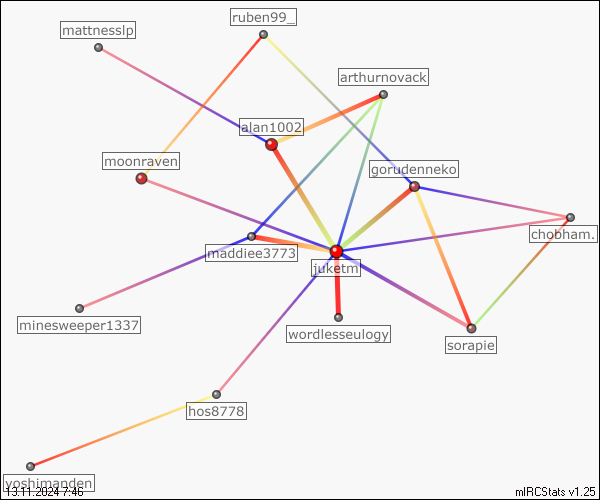 ruben99_
mattnesslp
arthurnovack
alan1002
moonraven
gorudenneko
chobham.
maddiee3773
juketm
minesweeper1337
wordlesseulogy
sorapie
hos8778
yoshimanden
13.11.2024 7:46
mIRCStats v1.25